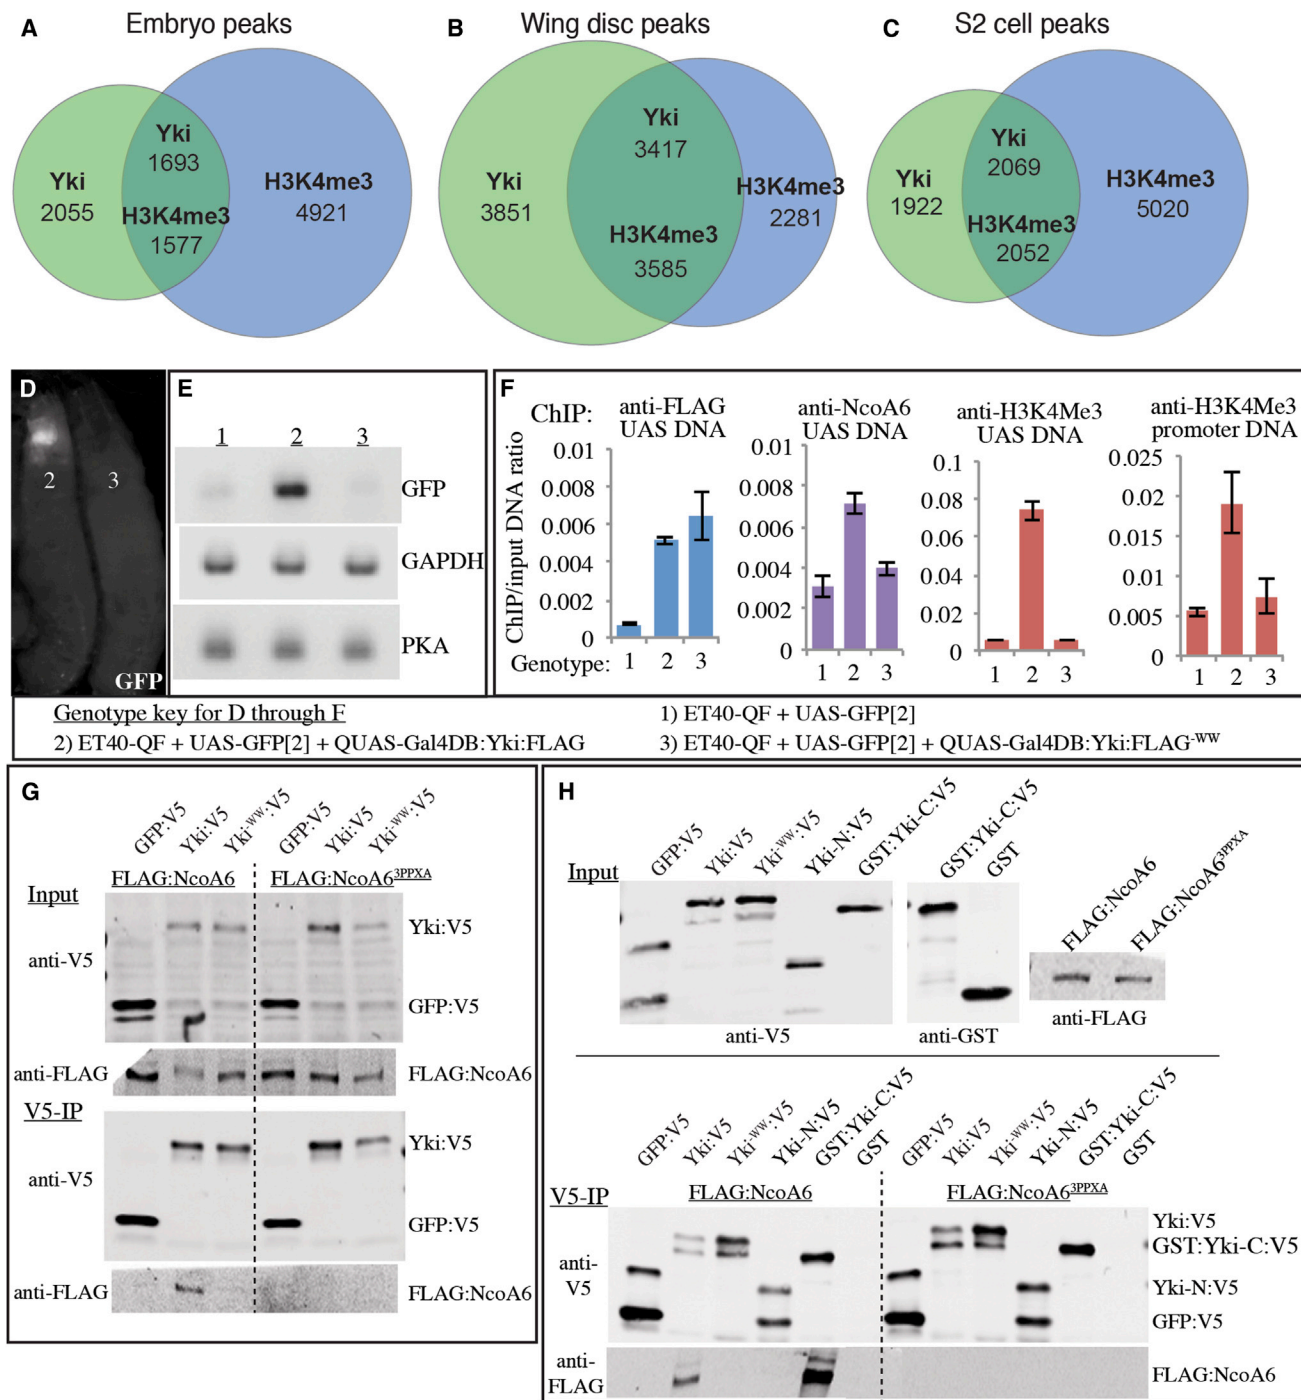 A Embryo peaks
Yki
2055
Yki
1693
H3K4me3
1577
H3K4me3
4921
B Wing disc peaks
Yki
3851
Yki
3417
H3K4me3
3585
H3K4me3
2281
C S2 cell peaks
Yki
1922
Yki
2069
H3K4me3
2052
H3K4me3
5020
D
2 3
GFP
E
1 2 3
GFP
GAPDH
PKA
F
ChIP:
ChIP/input DNA ratio
anti-FLAG
UAS DNA
0.01
0.008
0.006
0.004
0.002
0
Genotype: 1 2 3
anti-NcoA6
UAS DNA
0.01
0.008
0.006
0.004
0.002
0
1 2 3
anti-H3K4Me3
UAS DNA
0.1
0.08
0.06
0.04
0.02
0
1 2 3
anti-H3K4Me3
promoter DNA
0.025
0.02
0.015
0.01
0.005
0
1 2 3
Genotype key for D through F
1) ET40-QF + UAS-GFP[2]
2) ET40-QF + UAS-GFP[2] + QUAS-Gal4DB:Yki:FLAG
3) ET40-QF + UAS-GFP[2] + QUAS-Gal4DB:Yki:FLAG-WW
G
GFP:V5 Yki:V5 Yki-WW:V5 GFP:V5 Yki:V5 Yki-WW:V5
FLAG:NcoA6 FLAG:NcoA6 3PPXA
Input
anti-V5
Yki:V5
GFP:V5
anti-FLAG FLAG:NcoA6
V5-IP
anti-V5
Yki:V5
GFP:V5
anti-FLAG FLAG:NcoA6
H
Input
GFP:V5 Yki:V5 Yki-WW:V5 Yki-N:V5 GST:Yki-C:V5
anti-V5
GST:Yki-C:V5 GST
anti-GST
FLAG:NcoA6 FLAG:NcoA6 3PPXA
anti-FLAG
GFP:V5 Yki:V5 Yki-WW:V5 Yki-N:V5 GST:Yki-C:V5 GST GFP:V5 Yki:V5 Yki-WW:V5 Yki-N:V5 GST:Yki-C:V5 GST
V5-IP FLAG:NcoA6 FLAG:NcoA6 3PPXA
anti-
V5
Yki:V5
GST:Yki-C:V5
Yki-N:V5
GFP:V5
anti-
FLAG
FLAG:NcoA6